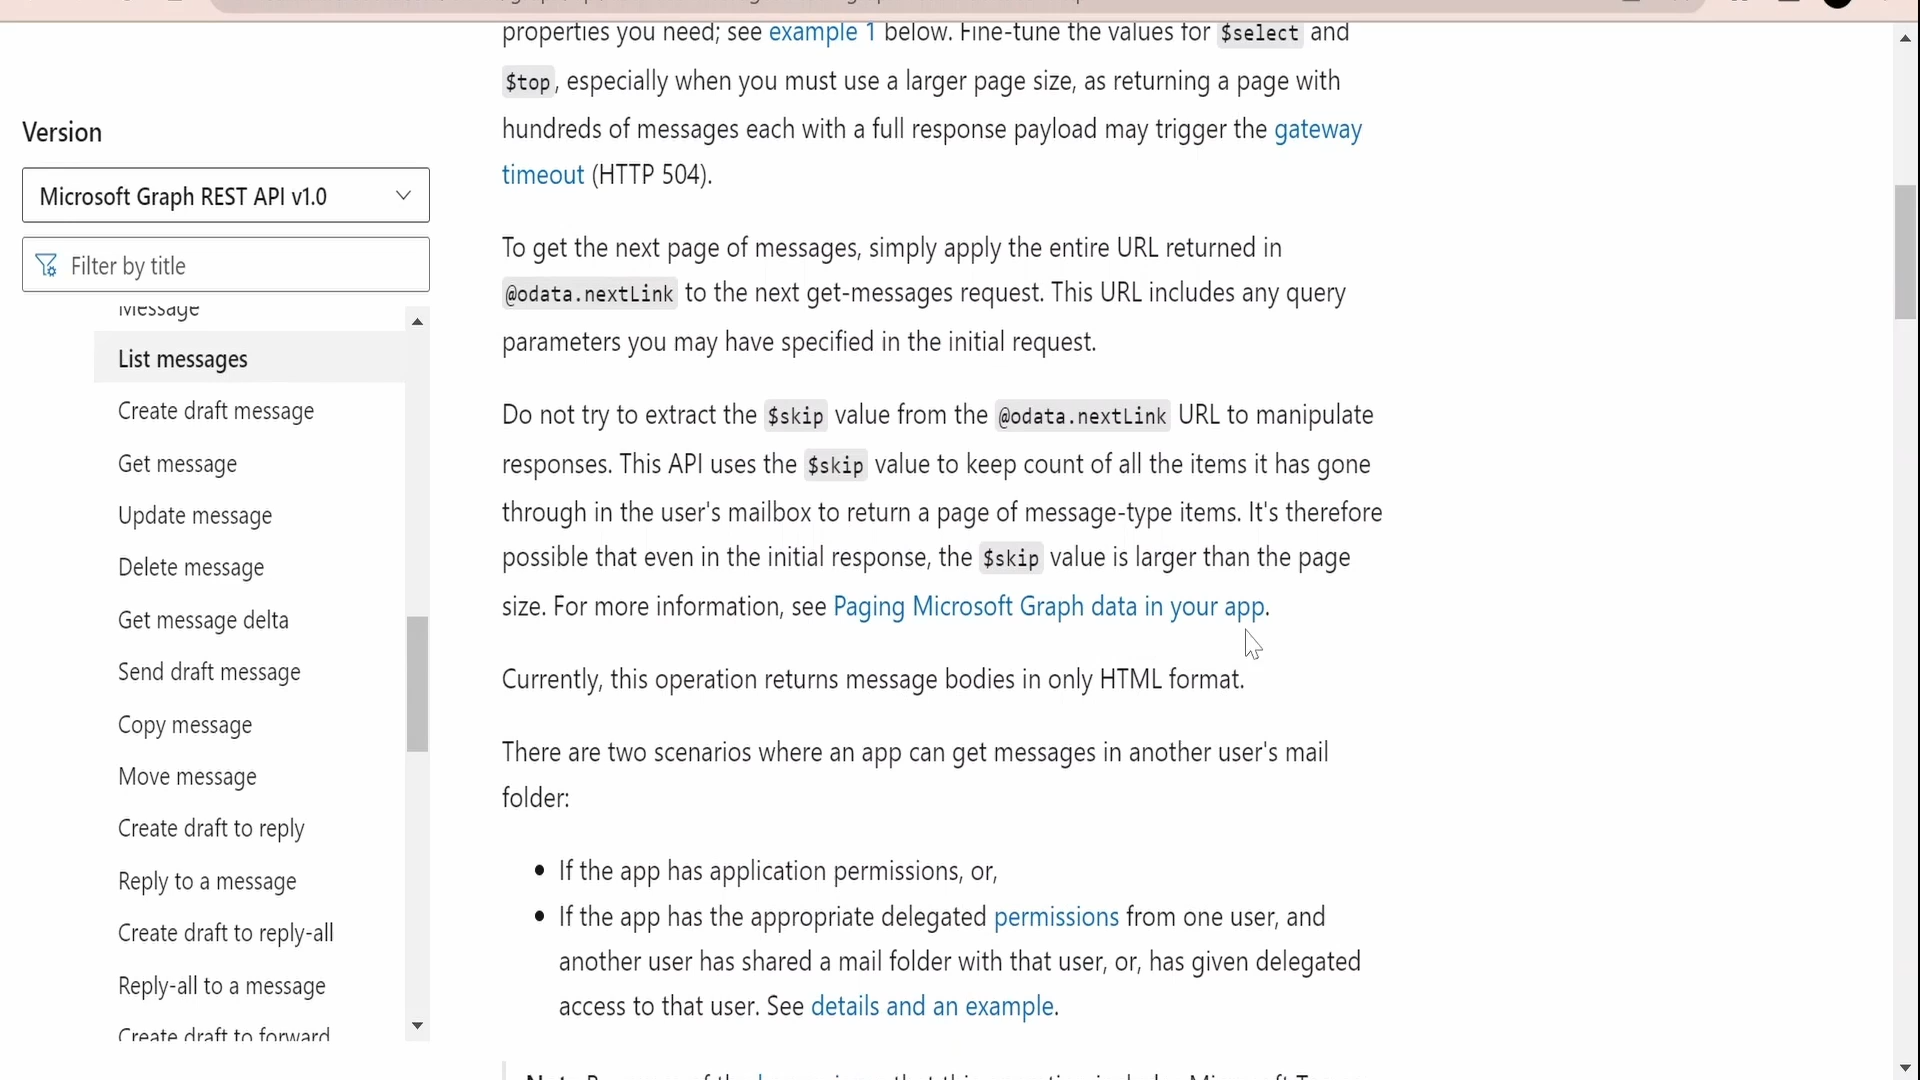 properties you need; see example 1 below. Fine-tune the values for $select and
$top, especially when you must use a larger page size, as returning a page with
hundreds of messages each with a full response payload may trigger the gateway
timeout (HTTP 504).
To get the next page of messages, simply apply the entire URL returned in
@odata.nextLink to the next get-messages request. This URL includes any query
parameters you may have specified in the initial request.
Do not try to extract the $skip value from the @odata.nextLink URL to manipulate
responses. This API uses the $skip value to keep count of all the items it has gone
through in the user's mailbox to return a page of message-type items. It's therefore
possible that even in the initial response, the $skip value is larger than the page
size. For more information, see Paging Microsoft Graph data in your app.
Currently, this operation returns message bodies in only HTML format.
There are two scenarios where an app can get messages in another user's mail
folder:
• If the app has application permissions, or,
• If the app has the appropriate delegated permissions from one user, and
another user has shared a mail folder with that user, or, has given delegated
access to that user. See details and an example.
Version
Microsoft Graph REST API v1.0
Filter by title
Message
List messages
Create draft message
Get message
Update message
Delete message
Get message delta
Send draft message
Copy message
Move message
Create draft to reply
Reply to a message
Create draft to reply-all
Reply-all to a message
Create draft to forward